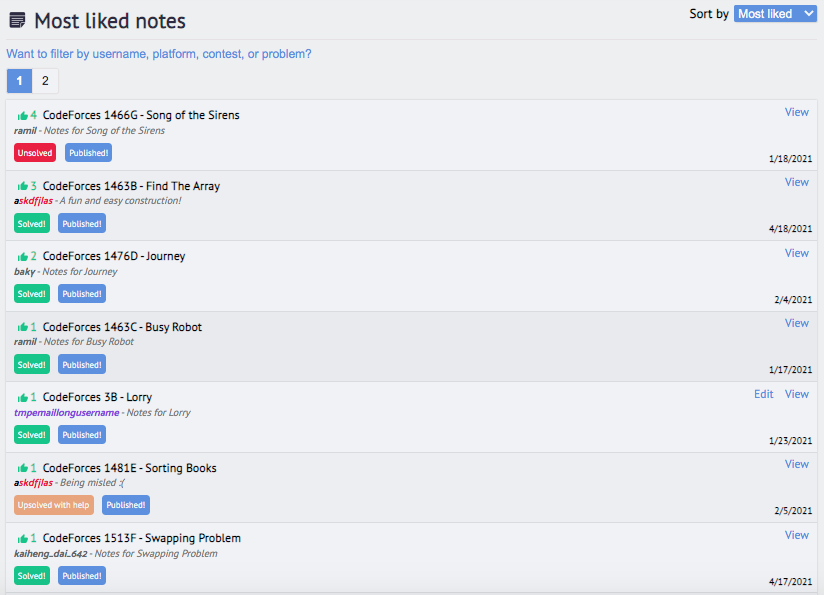 Most liked notes
Sort by Most liked
Want to filter by username, platform, contest, or problem?
1 2
4 CodeForces 1466G - Song of the Sirens View
ramil - Notes for Song of the Sirens
Unsolved Published! 1/18/2021
3 CodeForces 1463B - Find The Array View
askdfjlas - A fun and easy construction!
Solved! Published! 4/18/2021
2 CodeForces 1476D - Journey View
baky - Notes for Journey
Solved! Published! 2/4/2021
1 CodeForces 1463C - Busy Robot View
ramil - Notes for Busy Robot
Solved! Published! 1/17/2021
1 CodeForces 3B - Lorry Edit View
tmpemaillongusername - Notes for Lorry
Solved! Published! 1/23/2021
1 CodeForces 1481E - Sorting Books View
askdfjlas - Being misled :(
Upsolved with help Published! 2/5/2021
1 CodeForces 1513F - Swapping Problem View
kaiheng_dai_642 - Notes for Swapping Problem
Solved! Published! 4/17/2021